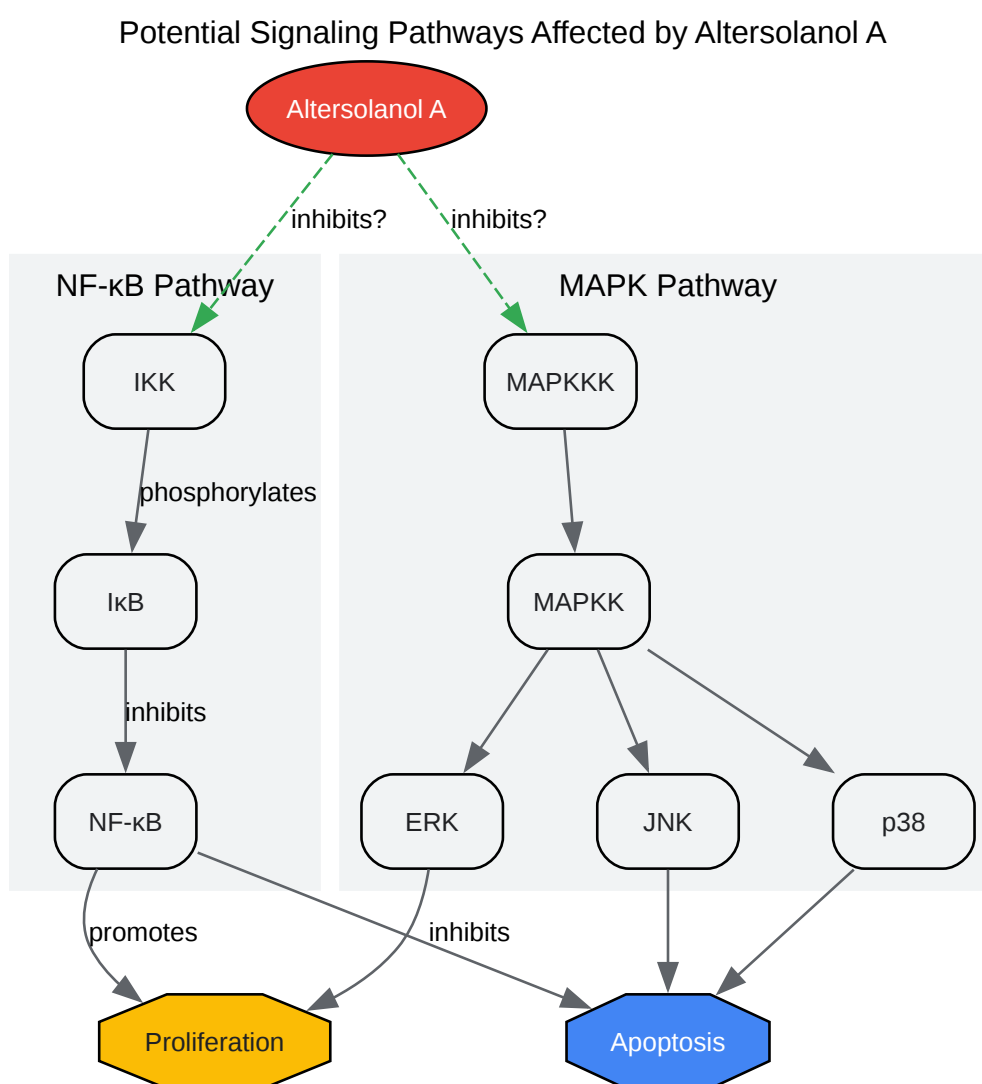 Potential Signaling Pathways Affected by Altersolanol A
Altersolanol A
inhibits?
inhibits?
NF-κB Pathway
MAPK Pathway
IKK
MAPKKK
phosphorylates
IκB
MAPKK
inhibits
NF-κB
ERK
JNK
p38
promotes
inhibits
Proliferation
Apoptosis